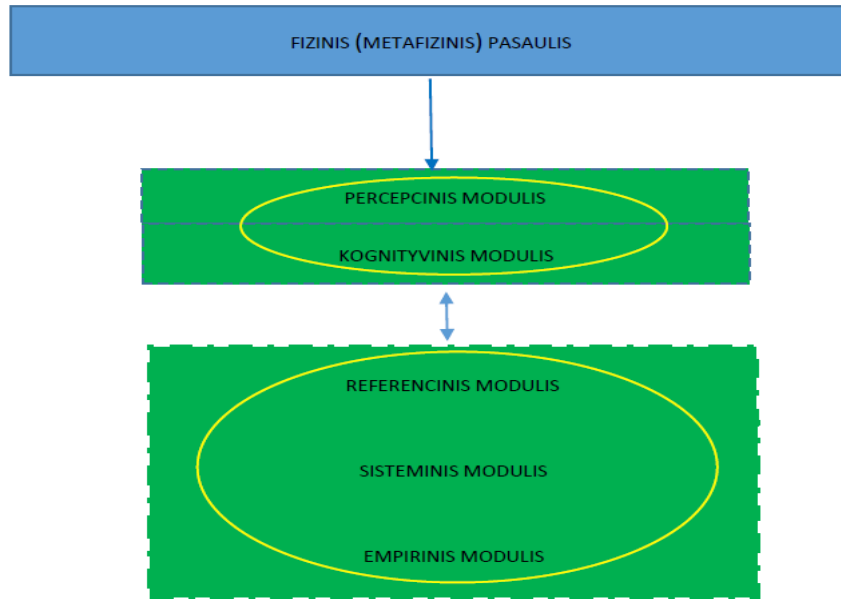 FIZINIS (METAFIZINIS) PASAULIS
PERCEPCINIS MODULIS
KOGNITYVINIS MODULIS
REFERENCINIS MODULIS
SISTEMINIS MODULIS
EMPIRINIS MODULIS